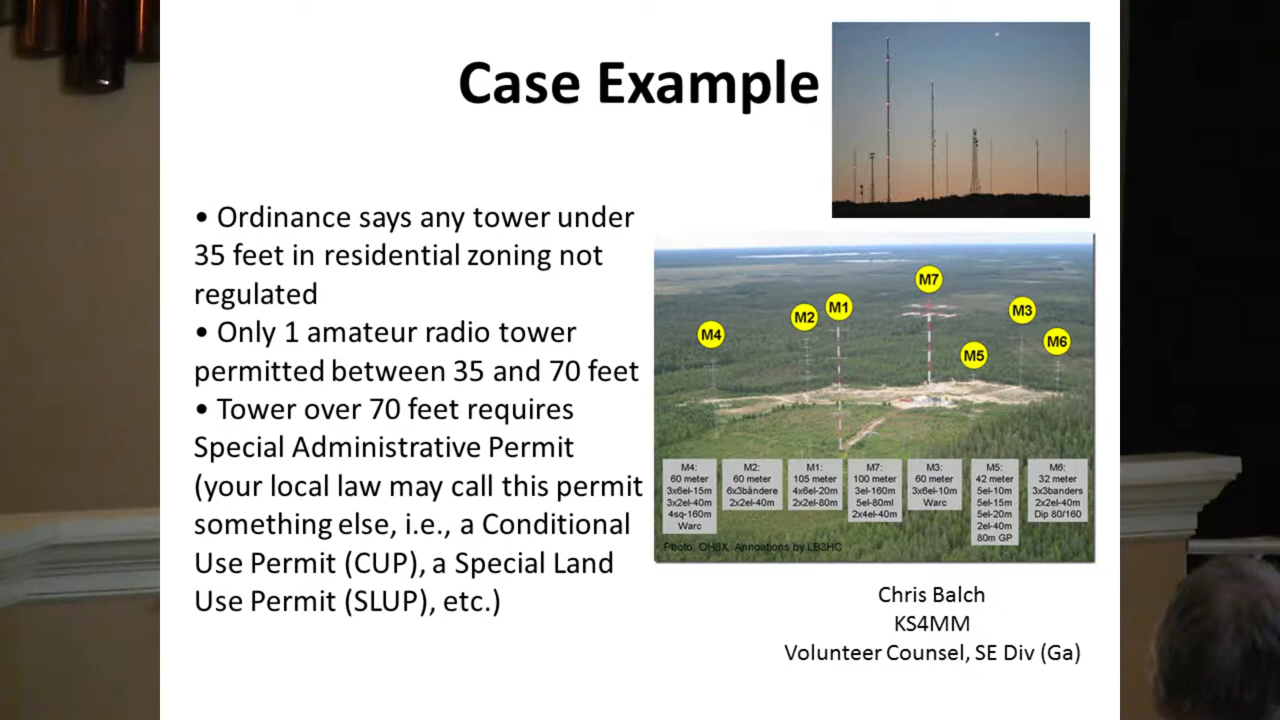 Case Example
• Ordinance says any tower under
35 feet in residential zoning not
regulated
• Only 1 amateur radio tower
permitted between 35 and 70 feet
• Tower over 70 feet requires
Special Administrative Permit
(your local law may call this permit
something else, i.e., a Conditional
Use Permit (CUP), a Special Land
Use Permit (SLUP), etc.)
M4
M2
M1
M7
M5
M3
M6
M4:
60 meter
3x6el-15m
3x2el-40m
4sq-160m
Warc
M2:
60 meter
6x3bandere
2x2el-40m
M1:
105 meter
4x6el-20m
2x2el-80m
M7:
100 meter
3el-160m
5el-80ml
2x4el-40m
M3:
60 meter
3x6el-10m
Warc
M5:
42 meter
5el-10m
5el-15m
5el-20m
2el-40m
80m GP
M6:
32 meter
3x3banders
2x2el-40m
Dip 80/160
Photo: OH8X. Annoations by LB3HC
Chris Balch
KS4MM
Volunteer Counsel, SE Div (Ga)